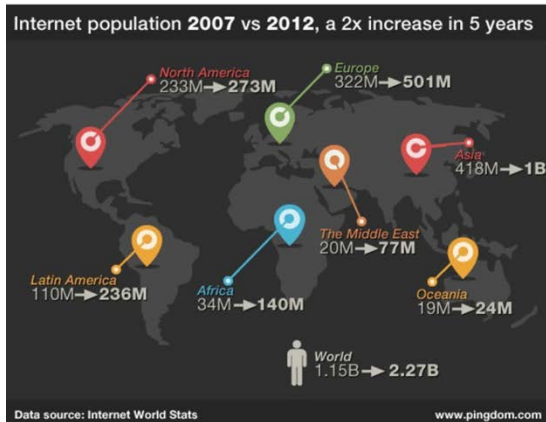 Internet population 2007 vs 2012, a 2x increase in 5 years
North America
233M→273M
Europe
322M→501M
Asia
418M→1B
The Middle East
20M→77M
Latin America
110M→236M
Africa
34M→140M
Oceania
19M→24M
World
1.15B→2.27B
Data source: Internet World Stats
www.pingdom.com